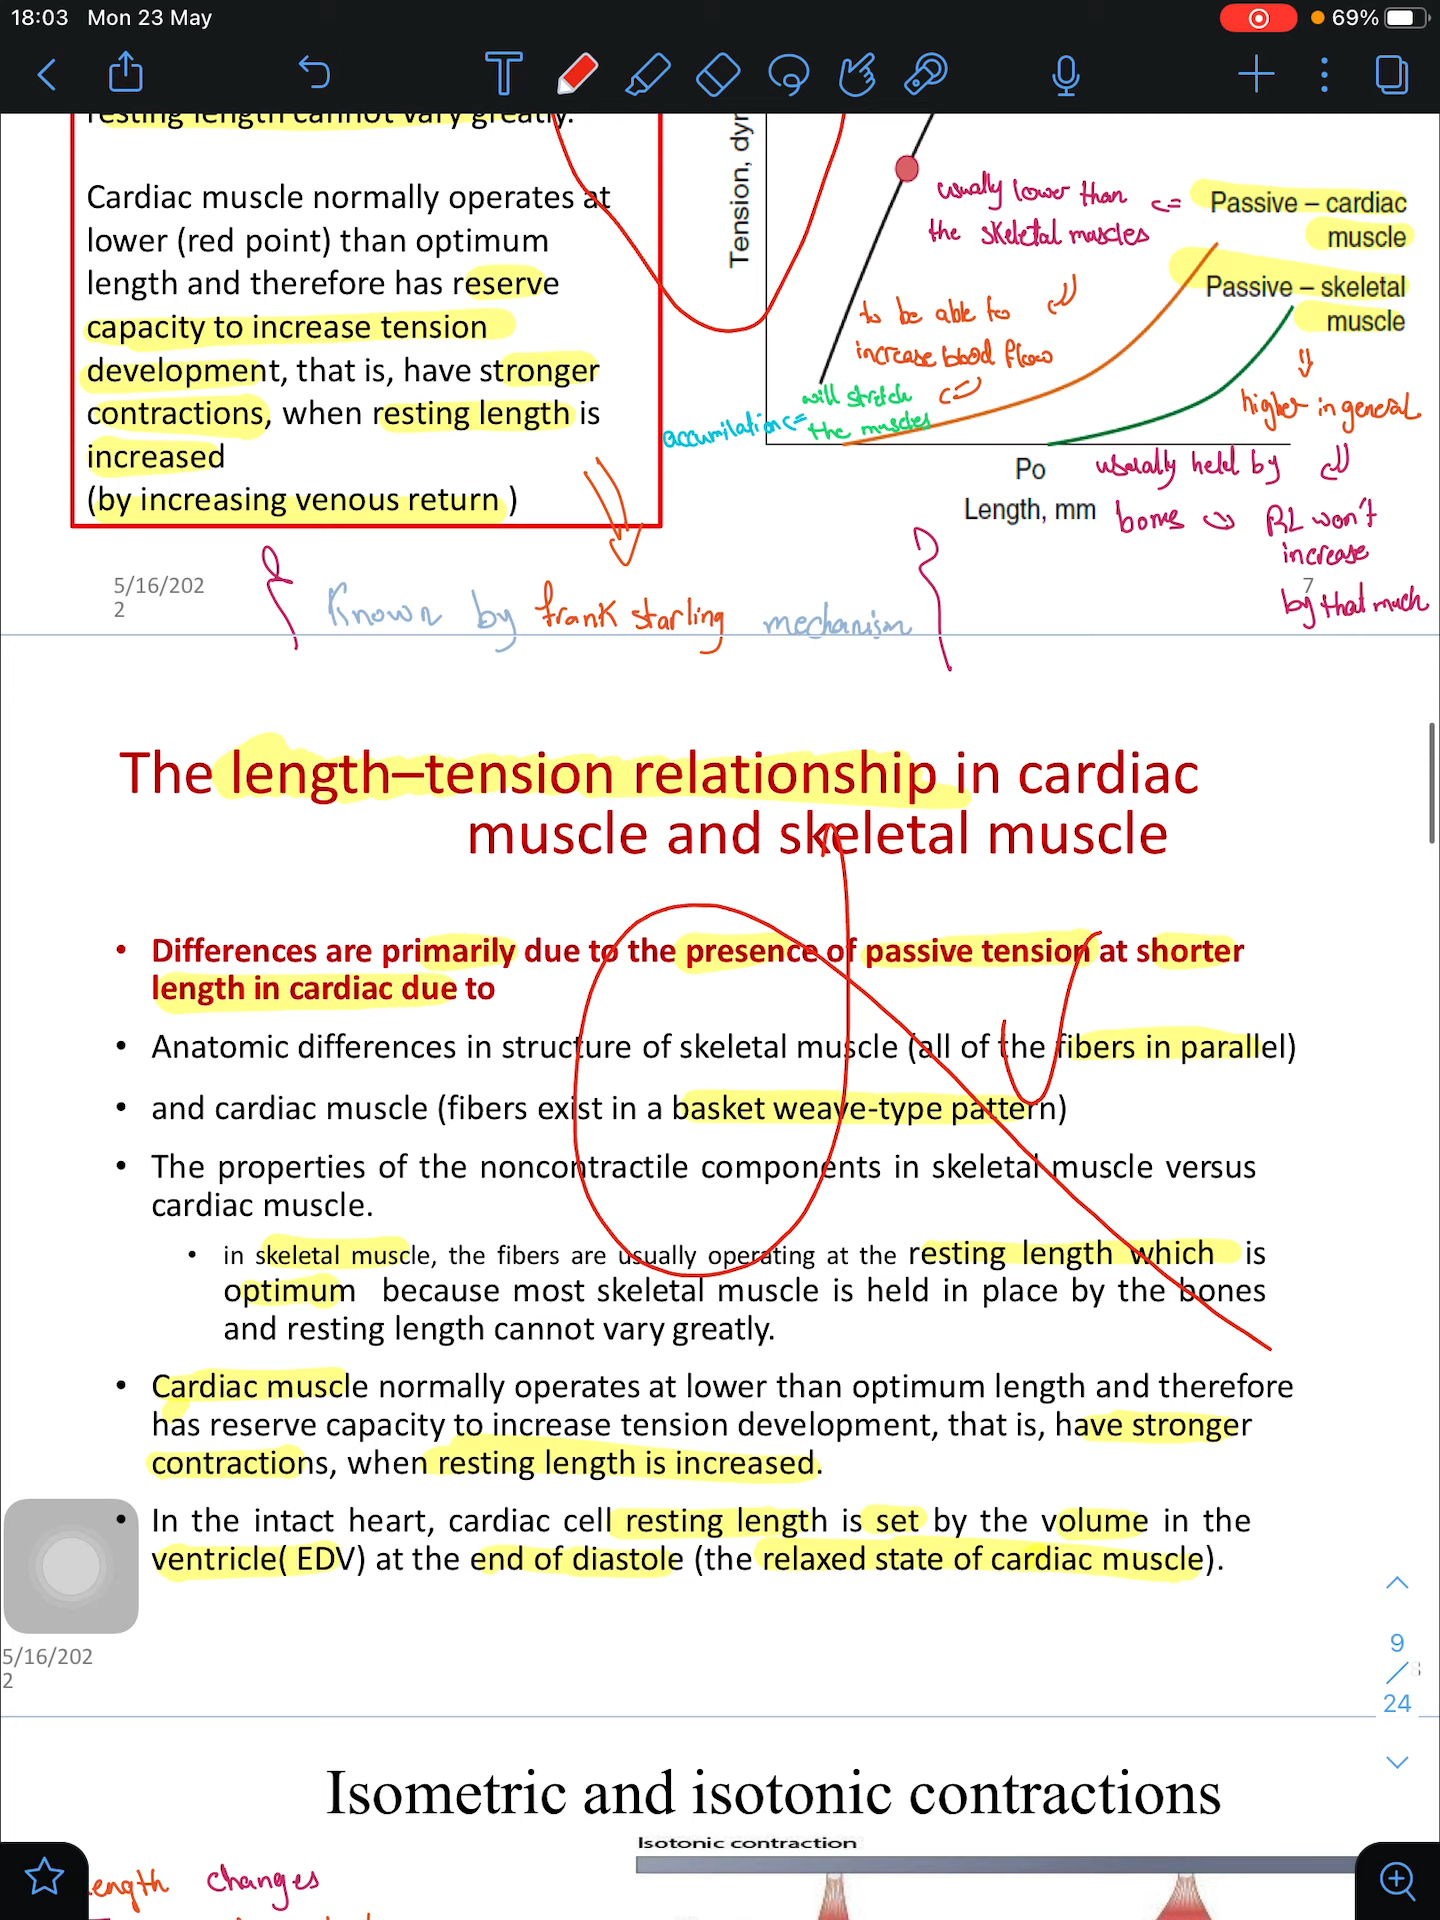 18:03 Mon 23 May
69%
resting length cannot vary greatly.
Cardiac muscle normally operates at
lower (red point) than optimum
length and therefore has reserve
capacity to increase tension
development, that is, have stronger
contractions, when resting length is
increased
(by increasing venous return )
Tension, dyn
usually lower than
the skeletal muscles
Passive – cardiac
muscle
Passive – skeletal
muscle
to be able to
increase blood flow
will stretch
the muscles
accumilation
higher in general
Po
Length, mm
usually held by
bones
RL won't
increase
by that much
5/16/202
2
7
Known by frank starling mechanism
The length–tension relationship in cardiac
muscle and skeletal muscle
• Differences are primarily due to the presence of passive tension at shorter
length in cardiac due to
• Anatomic differences in structure of skeletal muscle (all of the fibers in parallel)
• and cardiac muscle (fibers exist in a basket weave-type pattern)
• The properties of the noncontractile components in skeletal muscle versus
cardiac muscle.
• in skeletal muscle, the fibers are usually operating at the resting length which is
optimum because most skeletal muscle is held in place by the bones
and resting length cannot vary greatly.
• Cardiac muscle normally operates at lower than optimum length and therefore
has reserve capacity to increase tension development, that is, have stronger
contractions, when resting length is increased.
• In the intact heart, cardiac cell resting length is set by the volume in the
ventricle( EDV) at the end of diastole (the relaxed state of cardiac muscle).
5/16/202
2
9
/
24
Isometric and isotonic contractions
Isotonic contraction
ength changes